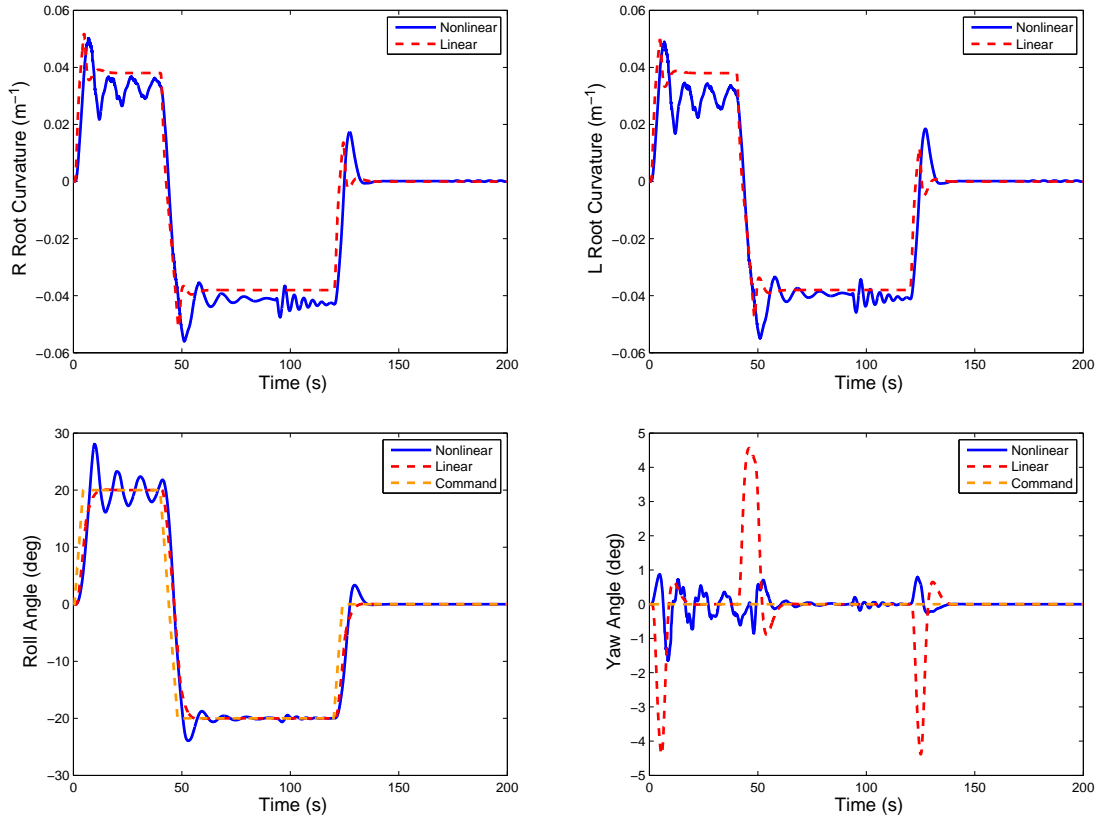 0.06
0.04
0.02
0
−0.02
−0.04
−0.06
R Root Curvature (m⁻¹)
0
50
100
150
200
Time (s)
Nonlinear
Linear
0.06
0.04
0.02
0
−0.02
−0.04
−0.06
L Root Curvature (m⁻¹)
0
50
100
150
200
Time (s)
Nonlinear
Linear
30
20
10
0
−10
−20
−30
Roll Angle (deg)
0
50
100
150
200
Time (s)
Nonlinear
Linear
Command
5
4
3
2
1
0
−1
−2
−3
−4
−5
Yaw Angle (deg)
0
50
100
150
200
Time (s)
Nonlinear
Linear
Command